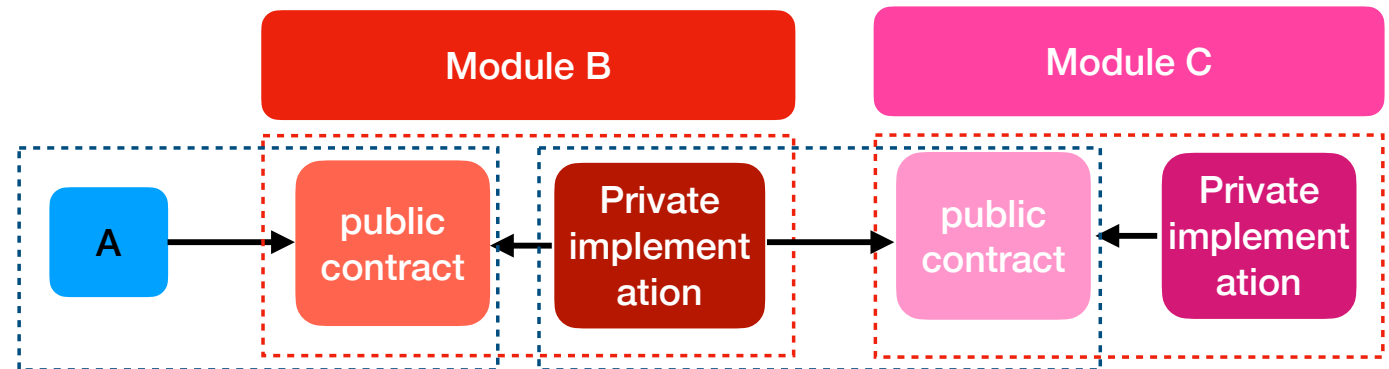 Module B
Module C
A
public
contract
Private
implement
ation
public
contract
Private
implement
ation